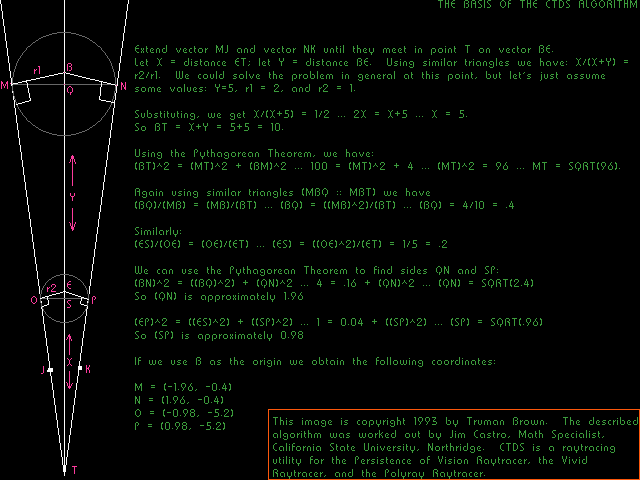 THE BASIS OF THE CTDS ALGORITHM
Extend vector MJ and vector NK until they meet in point T on vector BE.
Let X = distance ET; let Y = distance BE.  Using similar triangles we have: X/(X+Y) =
r2/r1.  We could solve the problem in general at this point, but let's just assume
some values: Y=5, r1 = 2, and r2 = 1.
Substituting, we get X/(X+5) = 1/2 ... 2X = X+5 ... X = 5.
So BT = X+Y = 5+5 = 10.
Using the Pythagorean Theorem, we have:
(BT)^2 = (MT)^2 + (BM)^2 ... 100 = (MT)^2 + 4 ... (MT)^2 = 96 ... MT = SQRT(96).
Again using similar triangles (MBQ :: MBT) we have
(BQ)/(MB) = (MB)/(BT) ... (BQ) = ((MB)^2)/(BT) ... (BQ) = 4/10 = .4
Similarly:
(ES)/(OE) = (OE)/(ET) ... (ES) = ((OE)^2)/(ET) = 1/5 = .2
We can use the Pythagorean Theorem to find sides QN and SP:
(BN)^2 = ((BQ)^2) + (QN)^2 ... 4 = .16 + (QN)^2 ... (QN) = SQRT(2.4)
So (QN) is approximately 1.96
(EP)^2 = ((ES)^2) + ((SP)^2) ... 1 = 0.04 + ((SP)^2) ... (SP) = SQRT(.96)
So (SP) is approximately 0.98
If we use B as the origin we obtain the following coordinates:
M = (-1.96, -0.4)
N = (1.96, -0.4)
O = (-0.98, -5.2)
P = (0.98, -5.2)
This image is copyright 1993 by Truman Brown.  The described
algorithm was worked out by Jim Castro, Math Specialist,
California State University, Northridge.  CTDS is a raytracing
utility for the Persistence of Vision Raytracer, the Vivid
Raytracer, and the Polyray Raytracer.
B
r1
M
N
Q
Y
E
r2
O
P
S
X
J
K
T